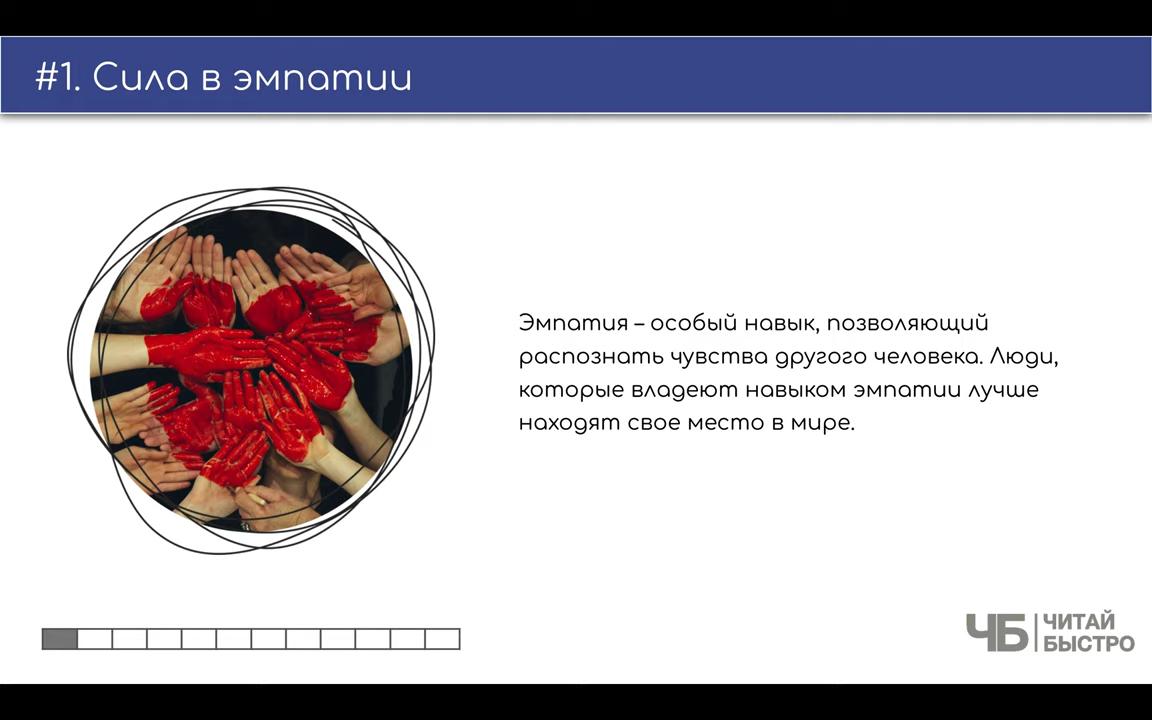 #1. Сила в эмпатии
Эмпатия – особый навык, позволяющий
распознать чувства другого человека. Люди,
которые владеют навыком эмпатии лучше
находят свое место в мире.
ЧБ | ЧИТАЙ
БЫСТРО